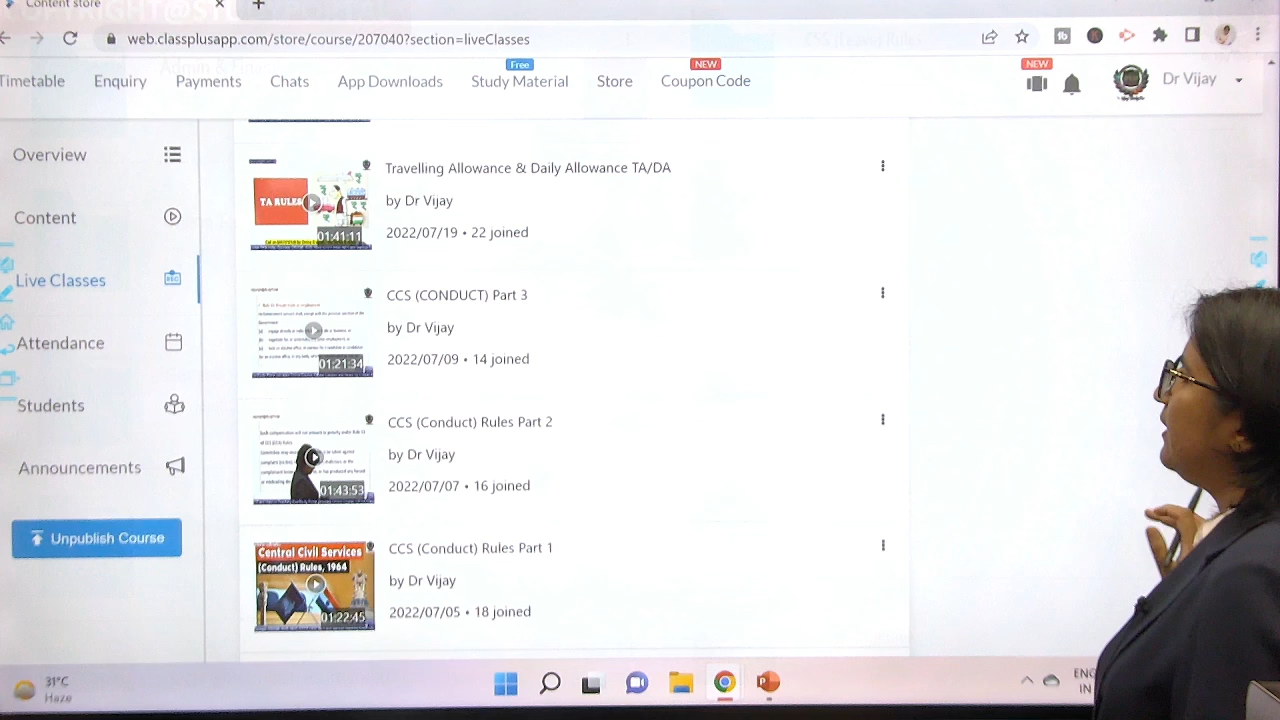 Content store
web.classplusapp.com/store/course/207040?section=liveClasses
Free NEW NEW
Timetable Enquiry Payments Chats App Downloads Study Material Store Coupon Code Dr Vijay
Overview
Content
Live Classes
REC
Attendance
Students
Announcements
Unpublish Course
TA RULES
01:41:11
Travelling Allowance & Daily Allowance TA/DA
by Dr Vijay
2022/07/19 • 22 joined
01:21:34
CCS (CONDUCT) Part 3
by Dr Vijay
2022/07/09 • 14 joined
01:43:53
CCS (Conduct) Rules Part 2
by Dr Vijay
2022/07/07 • 16 joined
Central Civil Services
(Conduct) Rules, 1964
01:22:45
CCS (Conduct) Rules Part 1
by Dr Vijay
2022/07/05 • 18 joined
31°C
Haze
ENG
IN